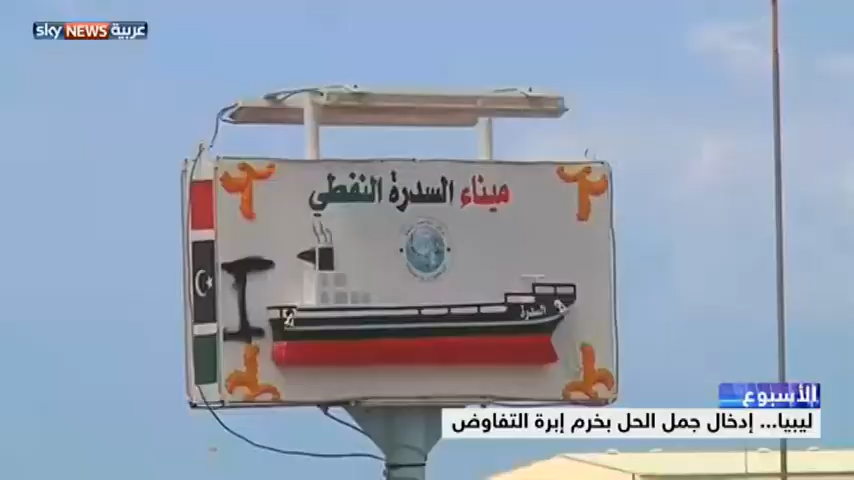 sky NEWS عربية
ميناء السدرة النفطي
السدرة
الأسبوع
ليبيا... إدخال جمل الحل بخرم إبرة التفاوض